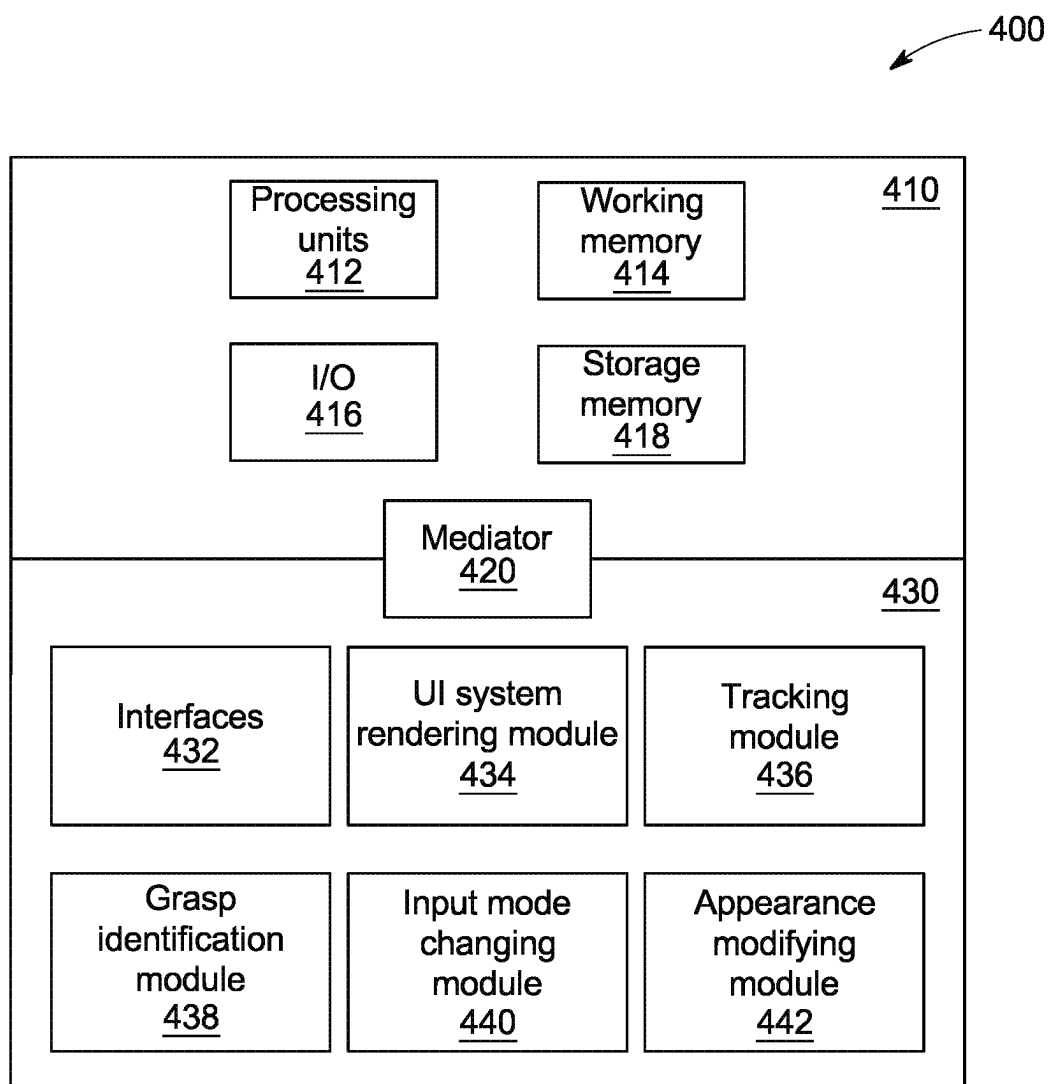 400
410
Processing
units
412
Working
memory
414
I/O
416
Storage
memory
418
Mediator
420
430
Interfaces
432
UI system
rendering module
434
Tracking
module
436
Grasp
identification
module
438
Input mode
changing
module
440
Appearance
modifying
module
442